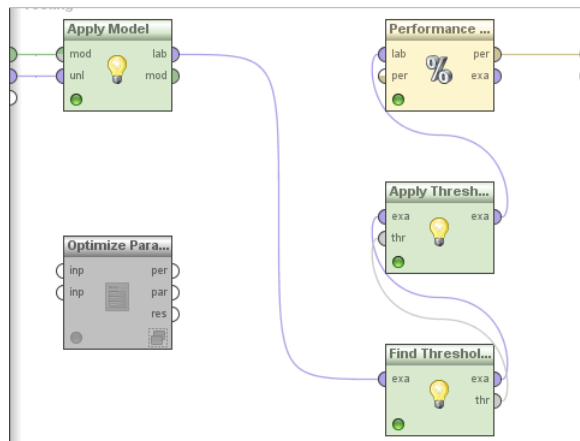 Testing
Apply Model
mod
lab
unl
mod
Performance ...
lab
per
per
exa
%
Apply Thresh...
exa
exa
thr
Optimize Para...
inp
per
inp
par
res
Find Threshol...
exa
exa
thr